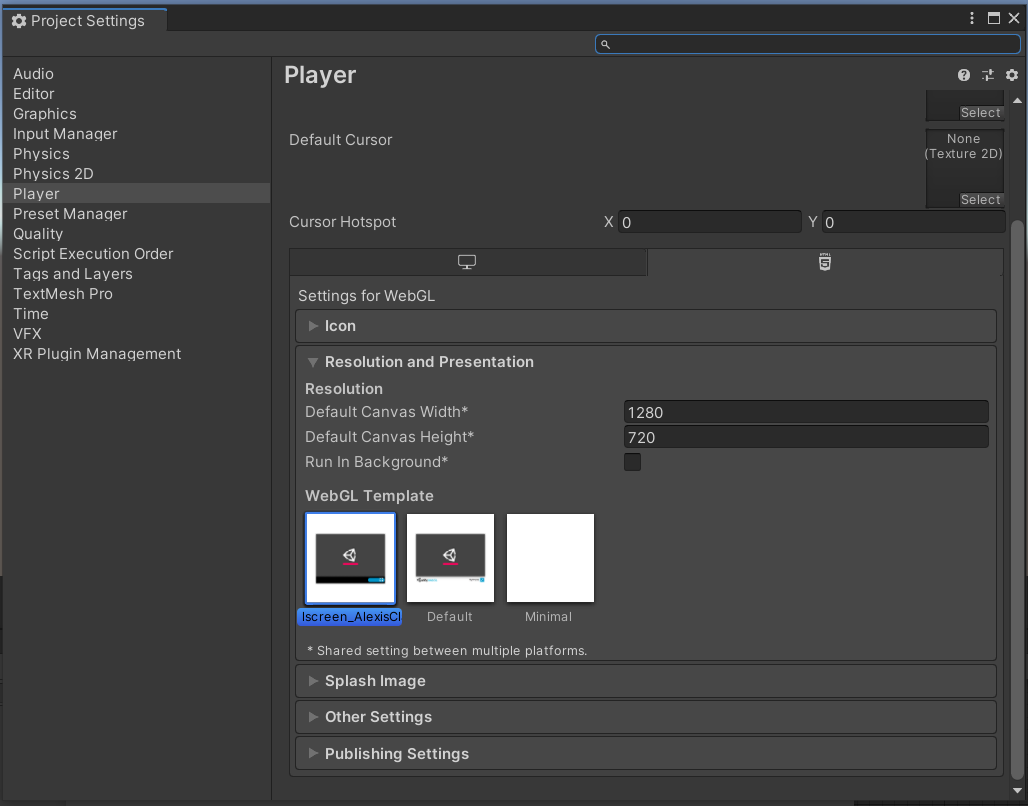 Project Settings
Audio
Editor
Graphics
Input Manager
Physics
Physics 2D
Player
Preset Manager
Quality
Script Execution Order
Tags and Layers
TextMesh Pro
Time
VFX
XR Plugin Management
Player
Select
Default Cursor
None
(Texture 2D)
Select
Cursor Hotspot X 0 Y 0
Settings for WebGL
Icon
Resolution and Presentation
Resolution
Default Canvas Width* 1280
Default Canvas Height* 720
Run In Background*
WebGL Template
lscreen_AlexisCl Default Minimal
* Shared setting between multiple platforms.
Splash Image
Other Settings
Publishing Settings